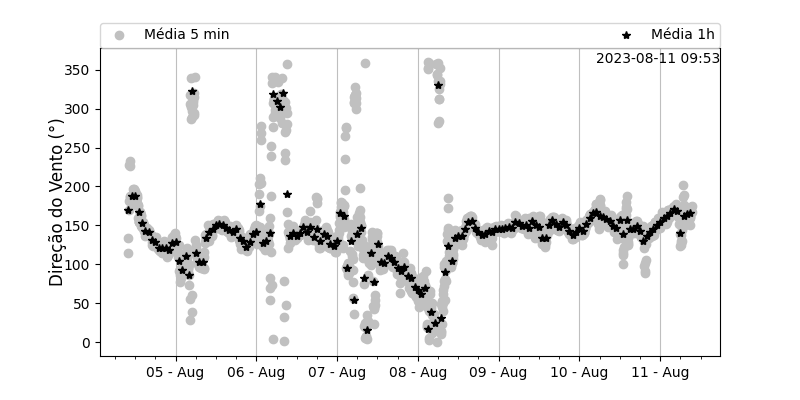 Média 5 min
Média 1h
2023-08-11 09:53
Direção do Vento (°)
350
300
250
200
150
100
50
0
05 - Aug
06 - Aug
07 - Aug
08 - Aug
09 - Aug
10 - Aug
11 - Aug